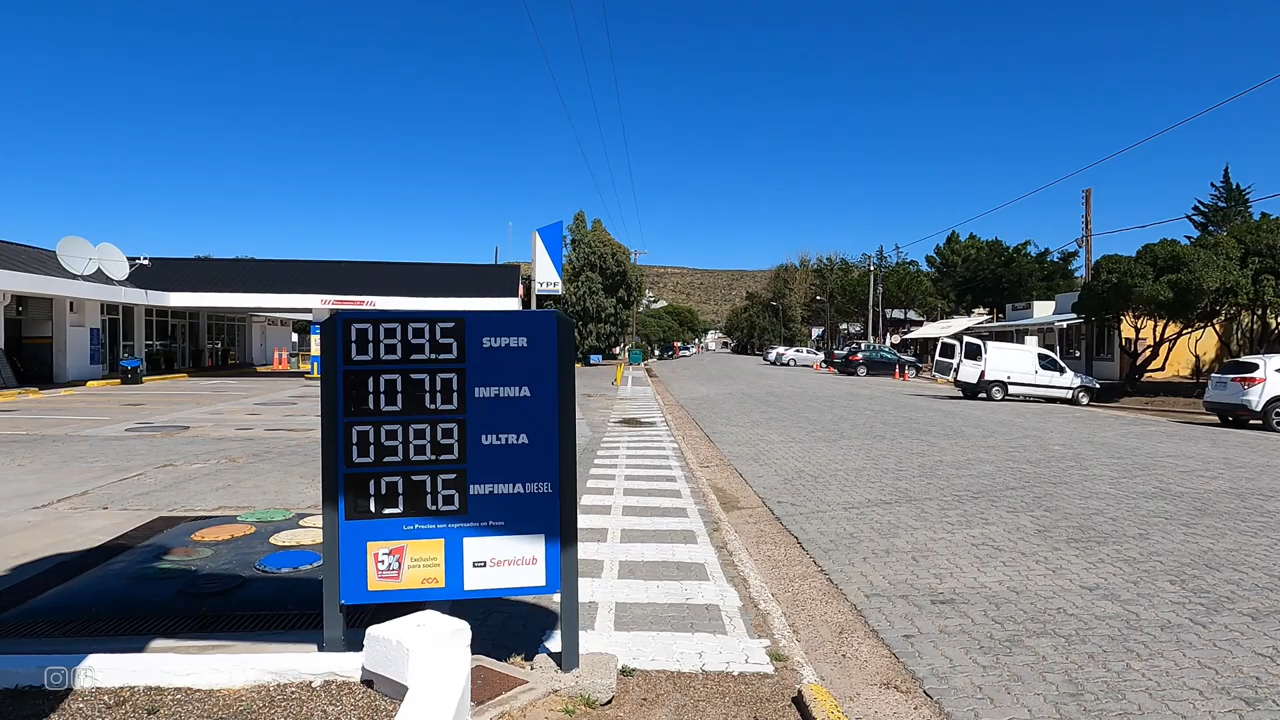 YPF
089.5 SUPER
107.0 INFINIA
098.9 ULTRA
107.6 INFINIA DIESEL
Los Precios son expresados en Pesos
5%
Exclusivo
para socios
ACA
YPF Serviclub